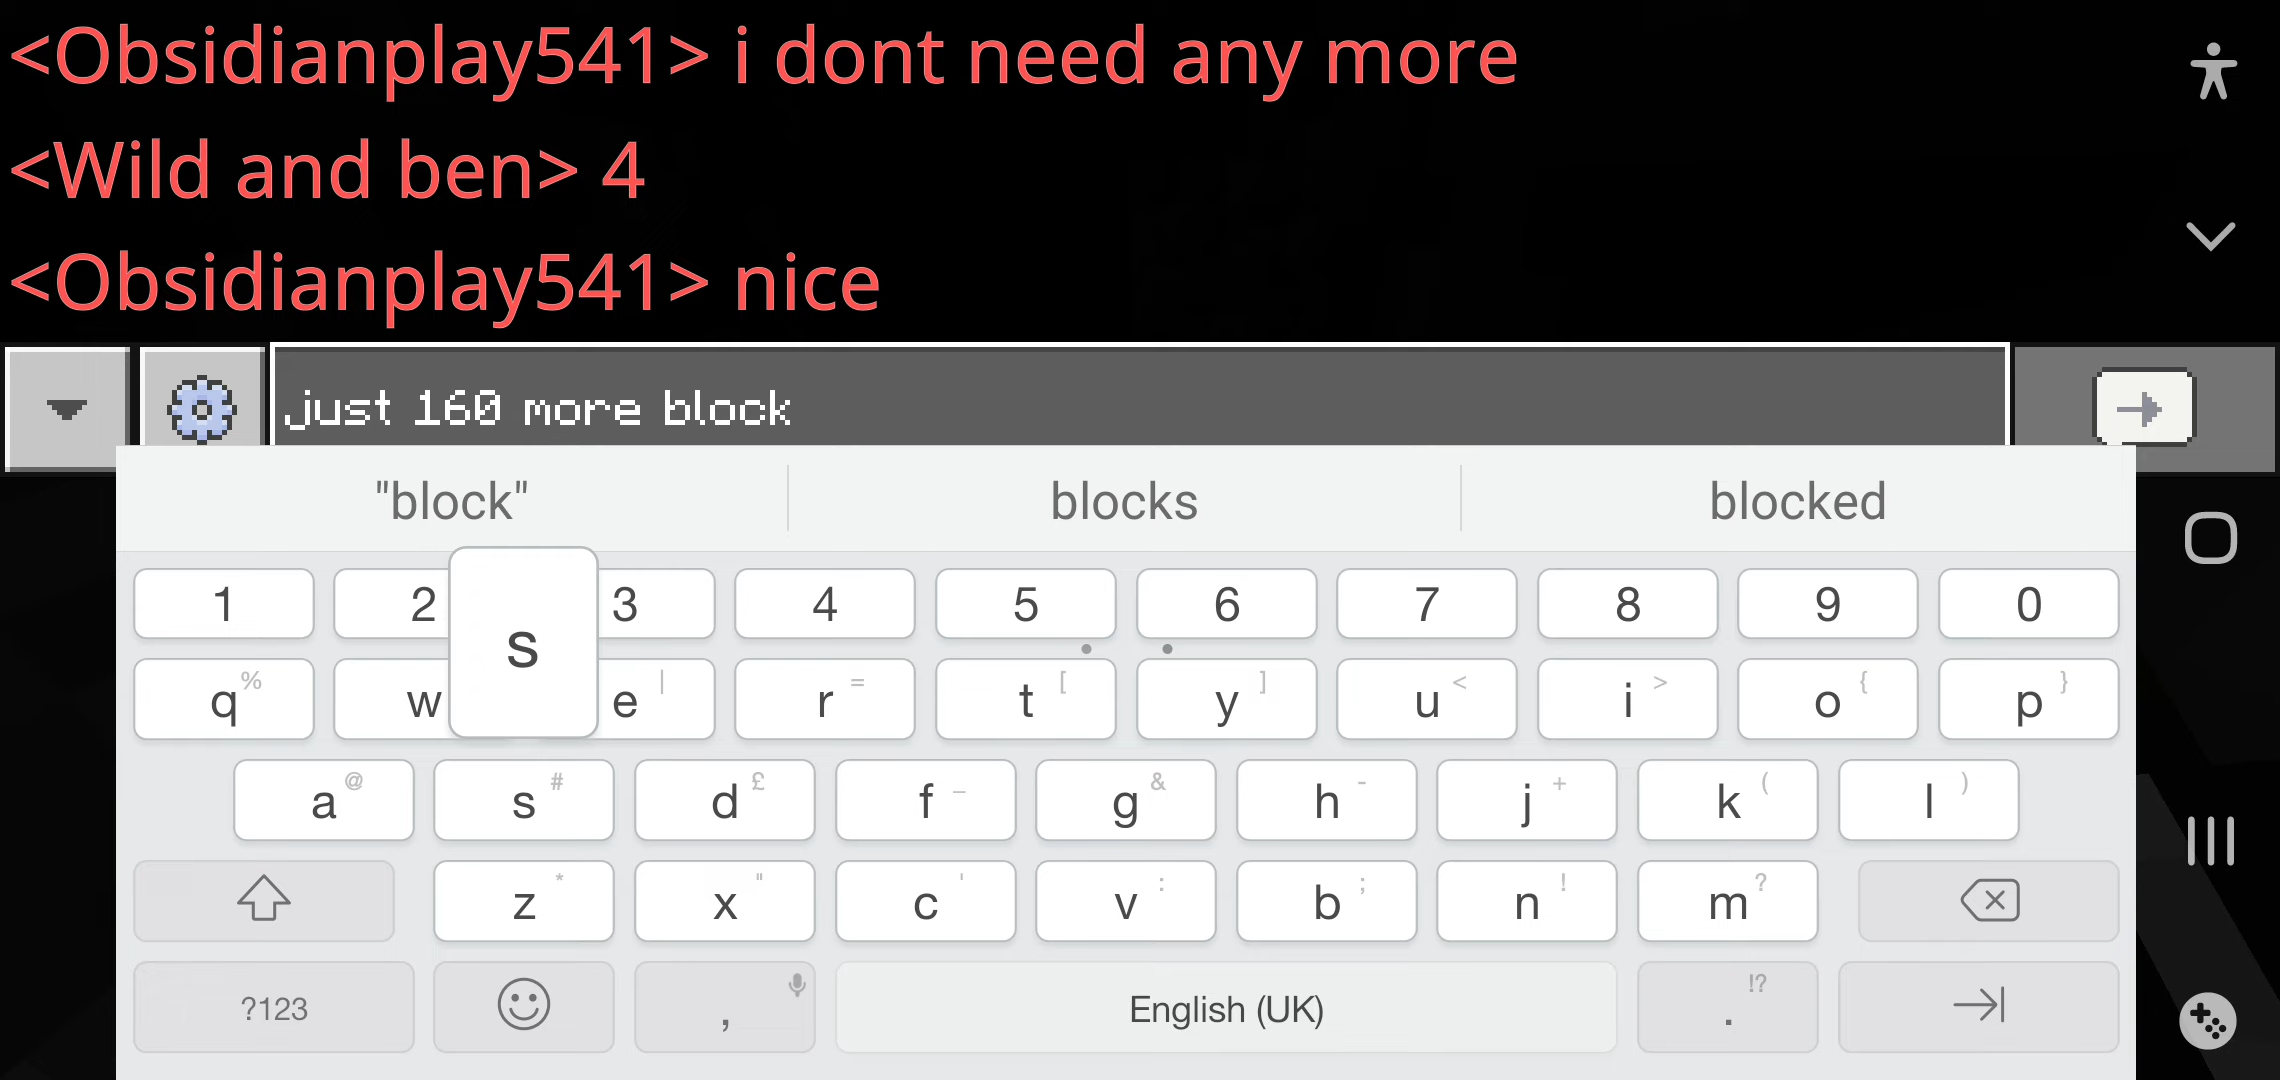 <Obsidianplay541> i dont need any more
<Wild and ben> 4
<Obsidianplay541> nice
just 160 more block
"block" blocks blocked
s
1 2 3 4 5 6 7 8 9 0
q % w e | r = t [ y ] u < i > o { p }
a @ s # d £ f _ g & h - j + k ( l )
z * x " c ' v : b ; n ! m ?
?123 , English (UK) . !?